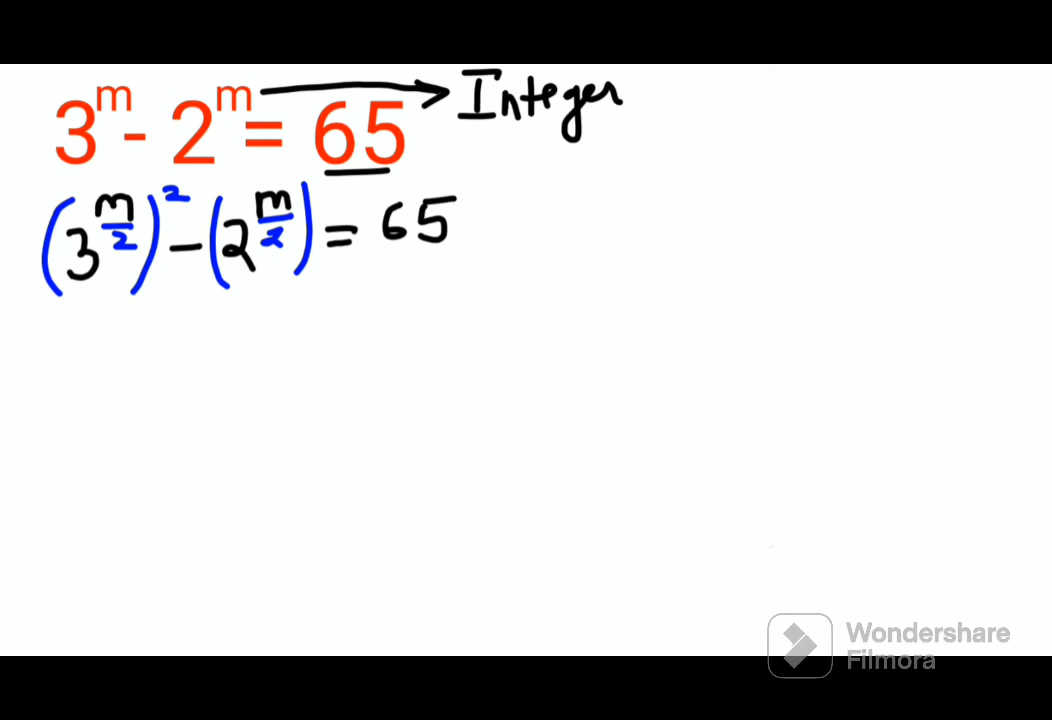 3^m - 2^m = 65 → Integer
(3^(m/2))^2 - (2^(m/2)) = 65
Wondershare
Filmora